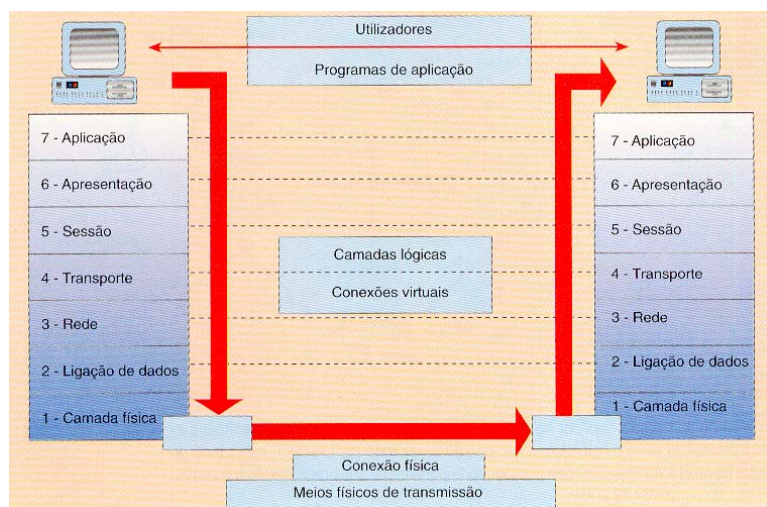 Utilizadores
Programas de aplicação
7 - Aplicação
6 - Apresentação
5 - Sessão
4 - Transporte
3 - Rede
2 - Ligação de dados
1 - Camada física
Camadas lógicas
Conexões virtuais
7 - Aplicação
6 - Apresentação
5 - Sessão
4 - Transporte
3 - Rede
2 - Ligação de dados
1 - Camada física
Conexão física
Meios físicos de transmissão